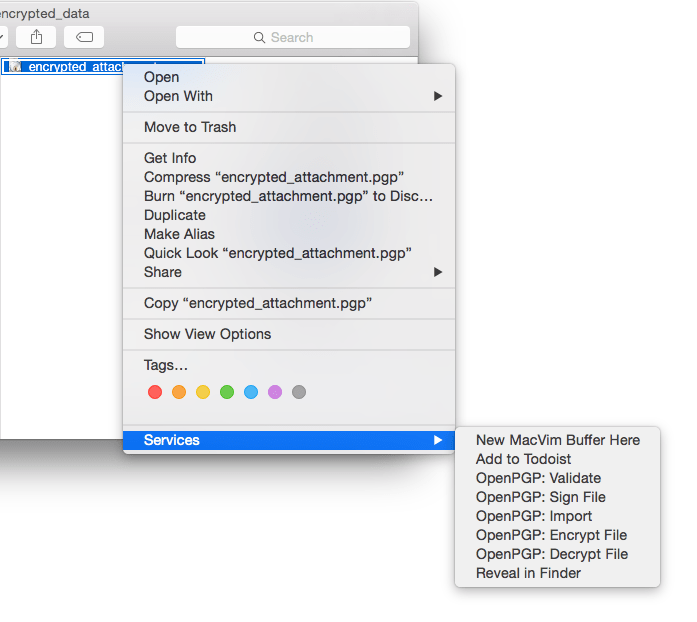 encrypted_data
Search
encrypted_attac
Open
Open With
Move to Trash
Get Info
Compress “encrypted_attachment.pgp”
Burn “encrypted_attachment.pgp” to Disc…
Duplicate
Make Alias
Quick Look “encrypted_attachment.pgp”
Share
Copy “encrypted_attachment.pgp”
Show View Options
Tags…
Services
New MacVim Buffer Here
Add to Todoist
OpenPGP: Validate
OpenPGP: Sign File
OpenPGP: Import
OpenPGP: Encrypt File
OpenPGP: Decrypt File
Reveal in Finder